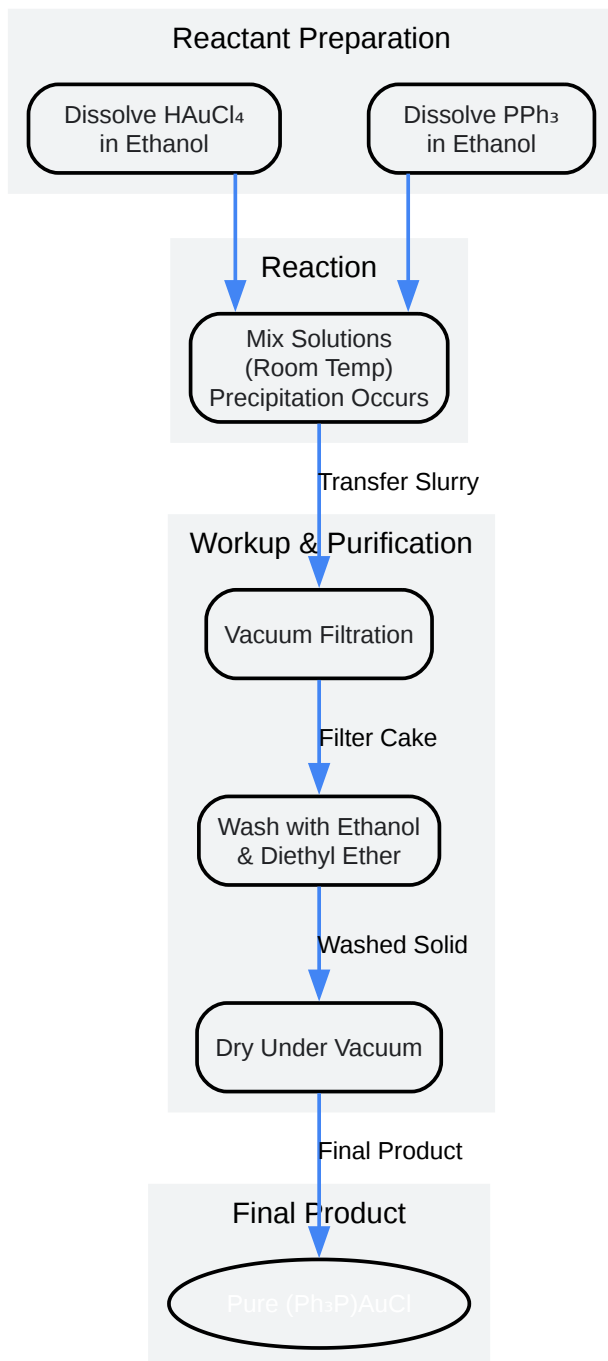 Reactant Preparation
Dissolve HAuCl₄
in Ethanol
Dissolve PPh₃
in Ethanol
Reaction
Mix Solutions
(Room Temp)
Precipitation Occurs
Transfer Slurry
Workup & Purification
Vacuum Filtration
Filter Cake
Wash with Ethanol
& Diethyl Ether
Washed Solid
Dry Under Vacuum
Final Product
Final Product
Pure (Ph₃P)AuCl